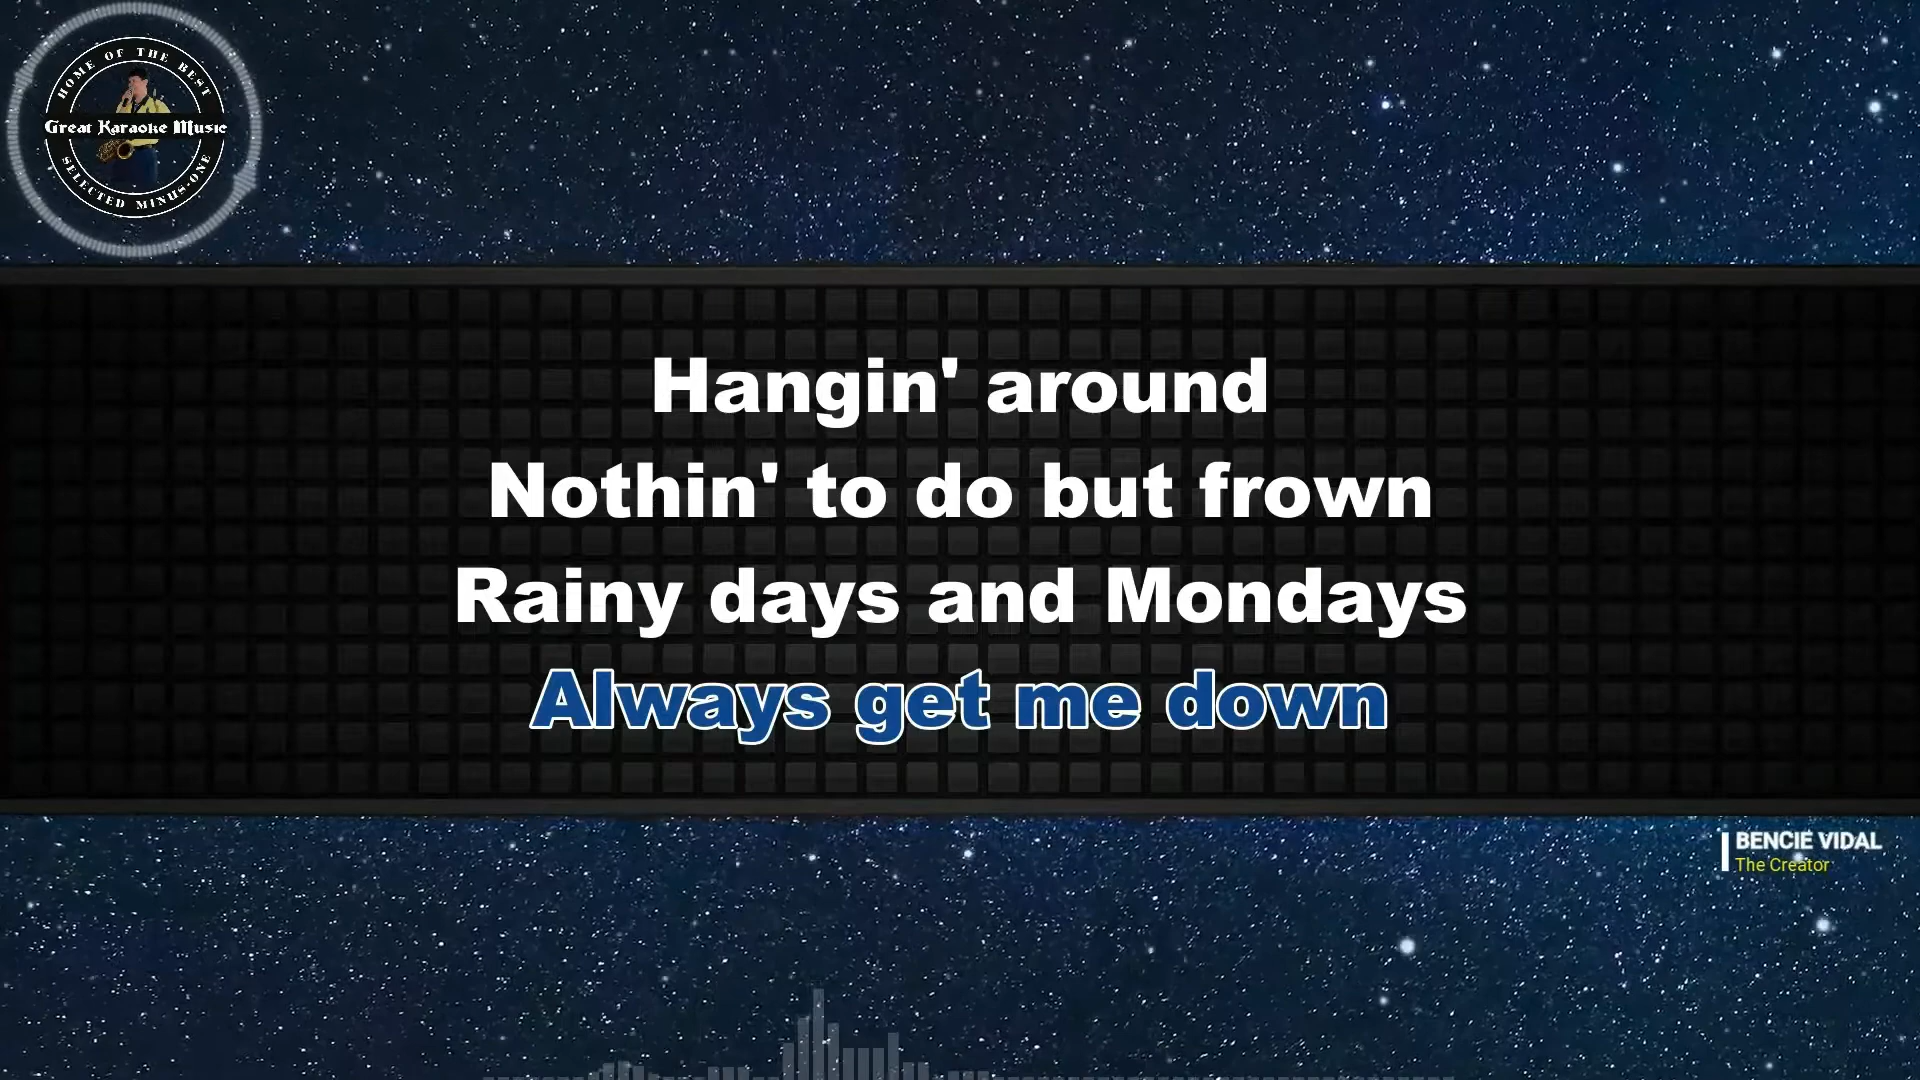 HOME OF THE BEST
Great Karaoke Music
SELECTED MINUS-ONE
Hangin' around
Nothin' to do but frown
Rainy days and Mondays
Always get me down
BENCIE VIDAL
The Creator